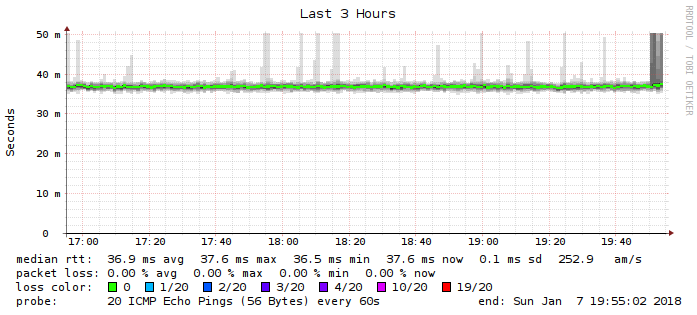 Last 3 Hours
RRDTOOL / TOBI OETIKER
Seconds
50 m
40 m
30 m
20 m
10 m
0
17:00 17:20 17:40 18:00 18:20 18:40 19:00 19:20 19:40
median rtt: 36.9 ms avg 37.6 ms max 36.5 ms min 37.6 ms now 0.1 ms sd 252.9 am/s
packet loss: 0.00 % avg 0.00 % max 0.00 % min 0.00 % now
loss color: 0 1/20 2/20 3/20 4/20 10/20 19/20
probe: 20 ICMP Echo Pings (56 Bytes) every 60s end: Sun Jan 7 19:55:02 2018